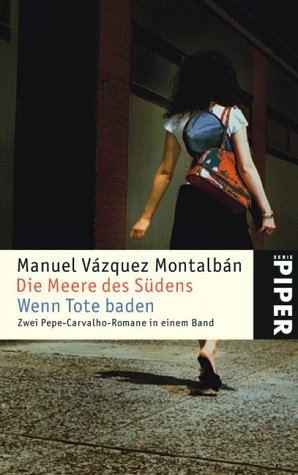 Manuel Vázquez Montalbán
Die Meere des Südens
Wenn Tote baden
Zwei Pepe-Carvalho-Romane in einem Band
SERIE
PIPER